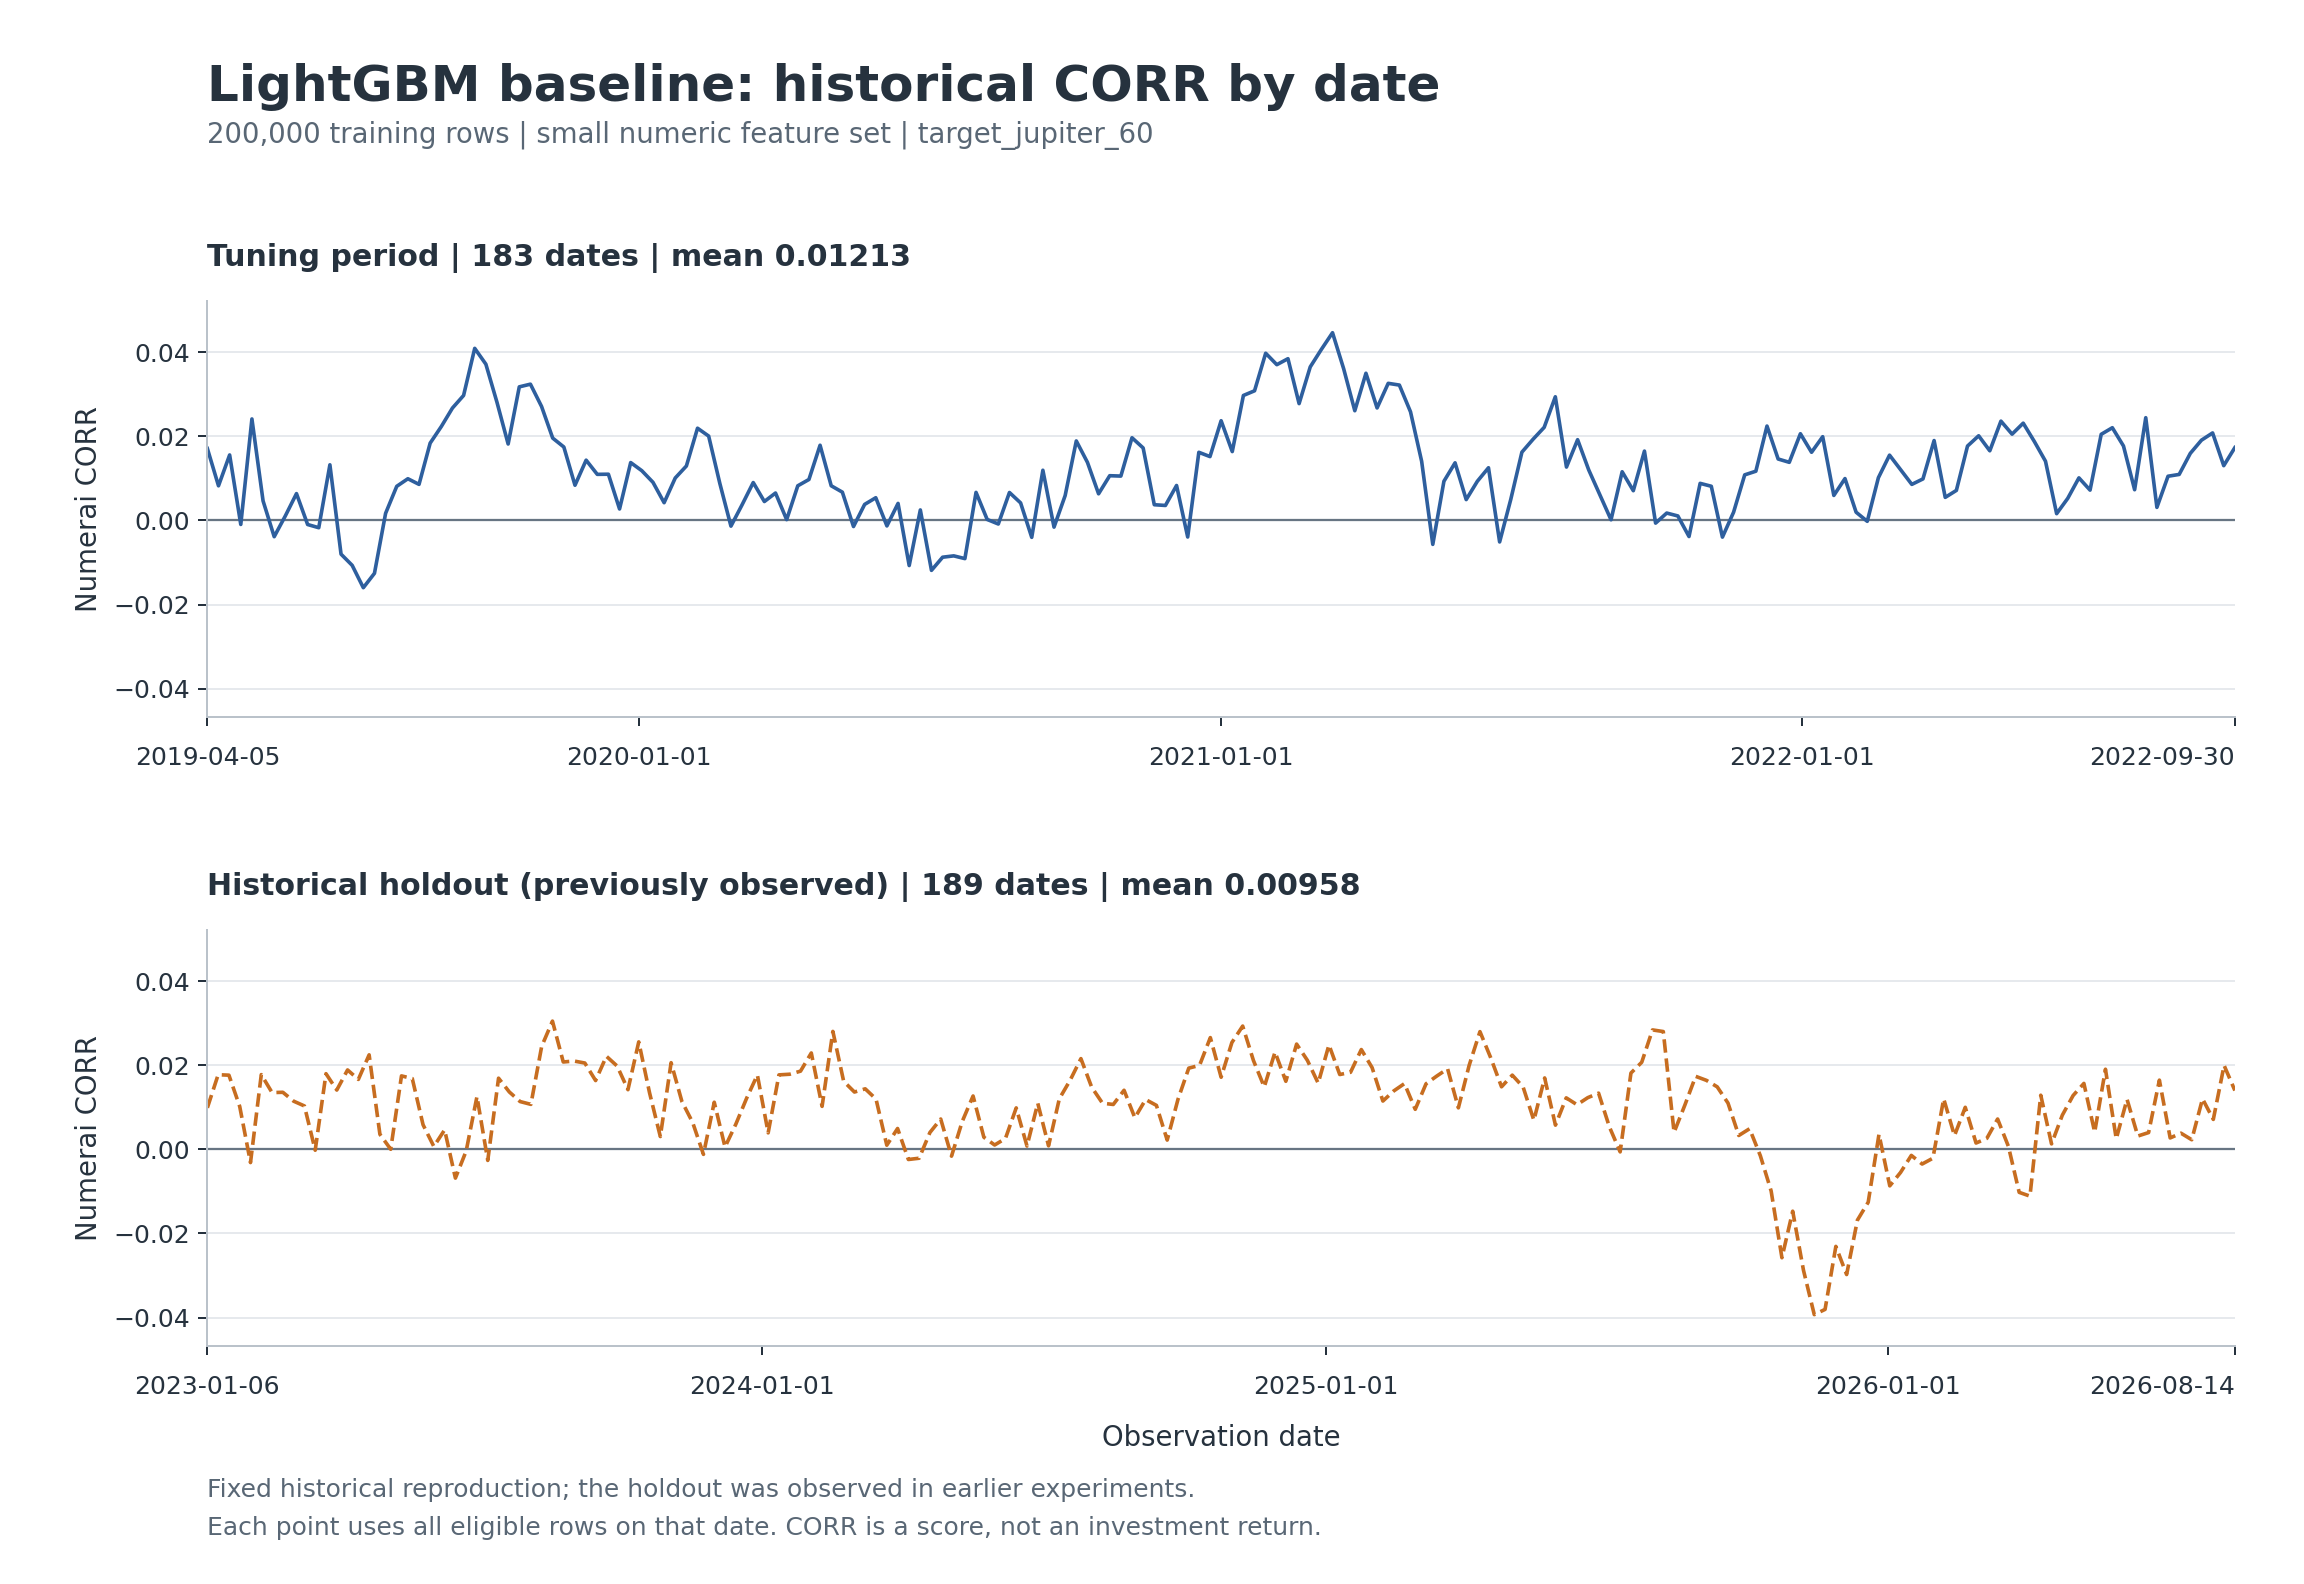 LightGBM baseline: historical CORR by date
200,000 training rows | small numeric feature set | target_jupiter_60
Tuning period | 183 dates | mean 0.01213
Numerai CORR
0.04
0.02
0.00
−0.02
−0.04
2019-04-05
2020-01-01
2021-01-01
2022-01-01
2022-09-30
Historical holdout (previously observed) | 189 dates | mean 0.00958
Numerai CORR
0.04
0.02
0.00
−0.02
−0.04
2023-01-06
2024-01-01
2025-01-01
2026-01-01
2026-08-14
Observation date
Fixed historical reproduction; the holdout was observed in earlier experiments.
Each point uses all eligible rows on that date. CORR is a score, not an investment return.